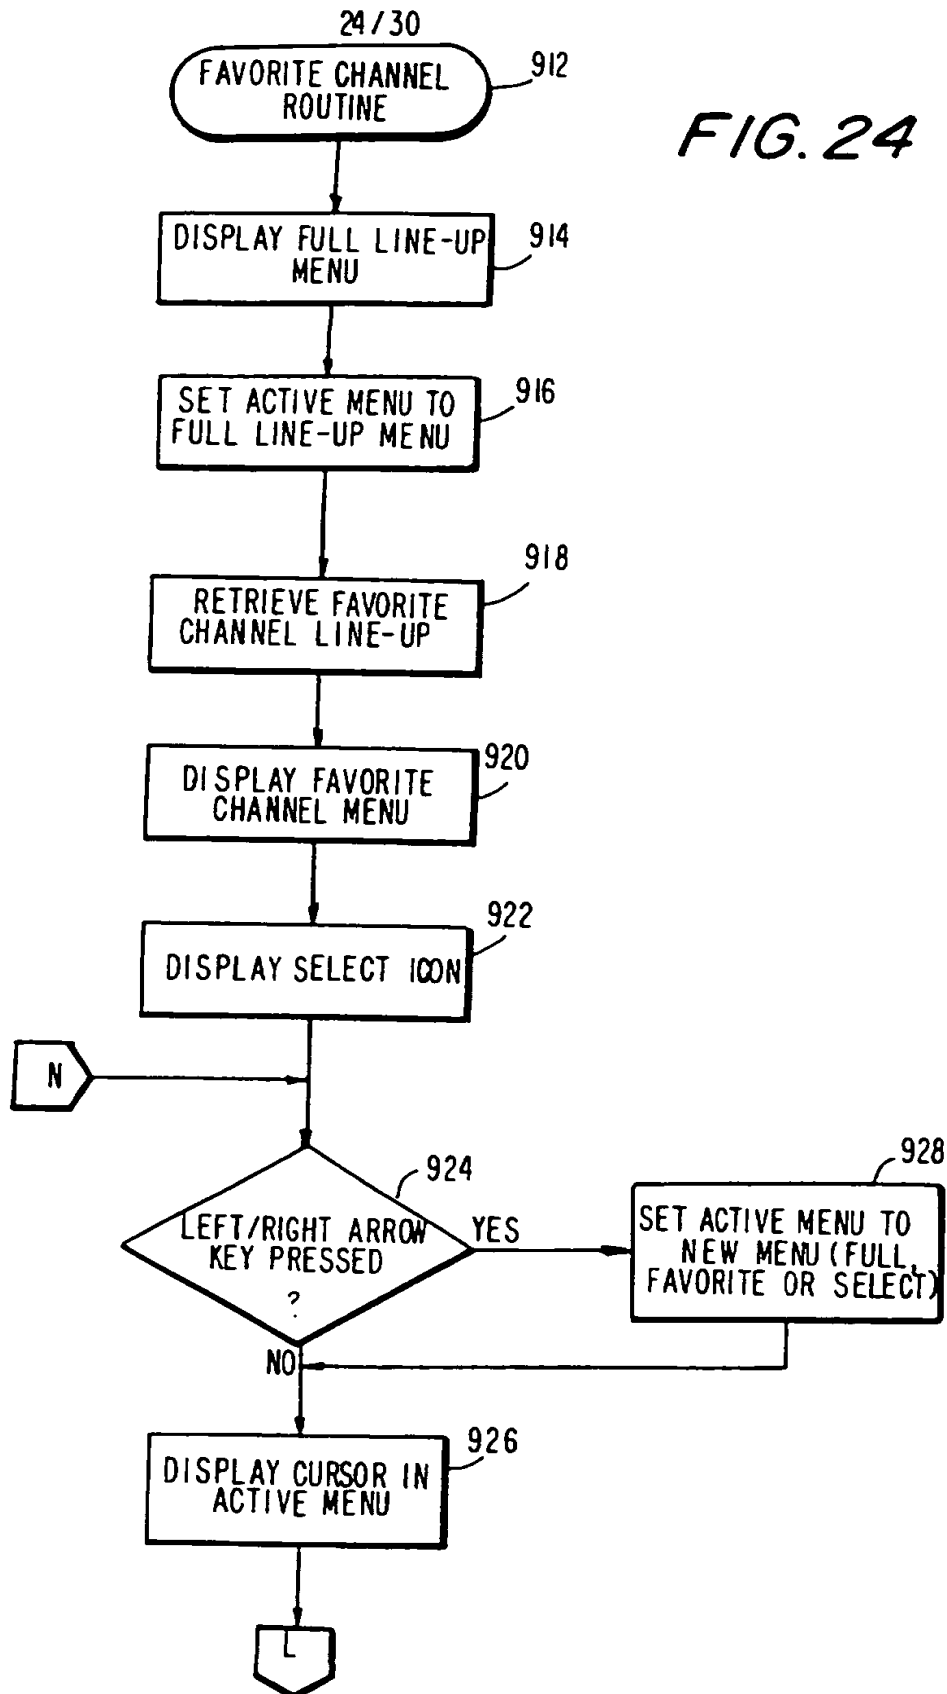 24/30
FAVORITE CHANNEL
ROUTINE
912
FIG. 24
DISPLAY FULL LINE-UP
MENU
914
SET ACTIVE MENU TO
FULL LINE-UP MENU
916
RETRIEVE FAVORITE
CHANNEL LINE-UP
918
DISPLAY FAVORITE
CHANNEL MENU
920
DISPLAY SELECT ICON
922
N
LEFT/RIGHT ARROW
KEY PRESSED
?
924
YES
SET ACTIVE MENU TO
NEW MENU (FULL,
FAVORITE OR SELECT)
928
NO
DISPLAY CURSOR IN
ACTIVE MENU
926
L